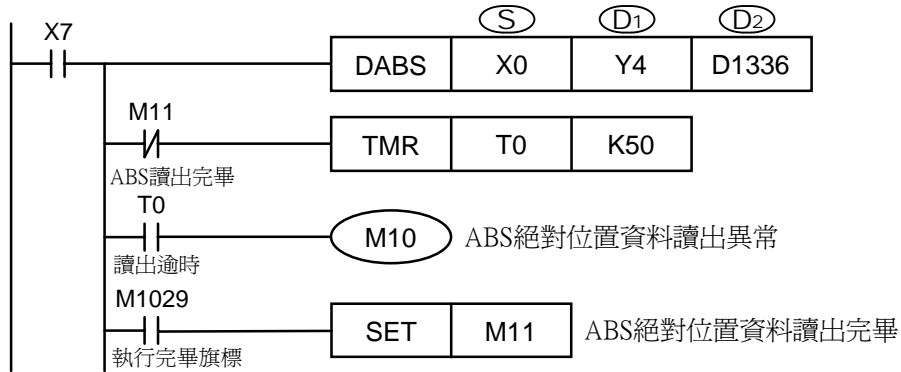 S D1 D2
X7
DABS X0 Y4 D1336
M11
TMR T0 K50
ABS讀出完畢
T0
M10 ABS絕對位置資料讀出異常
讀出逾時
M1029
SET M11 ABS絕對位置資料讀出完畢
執行完畢旗標